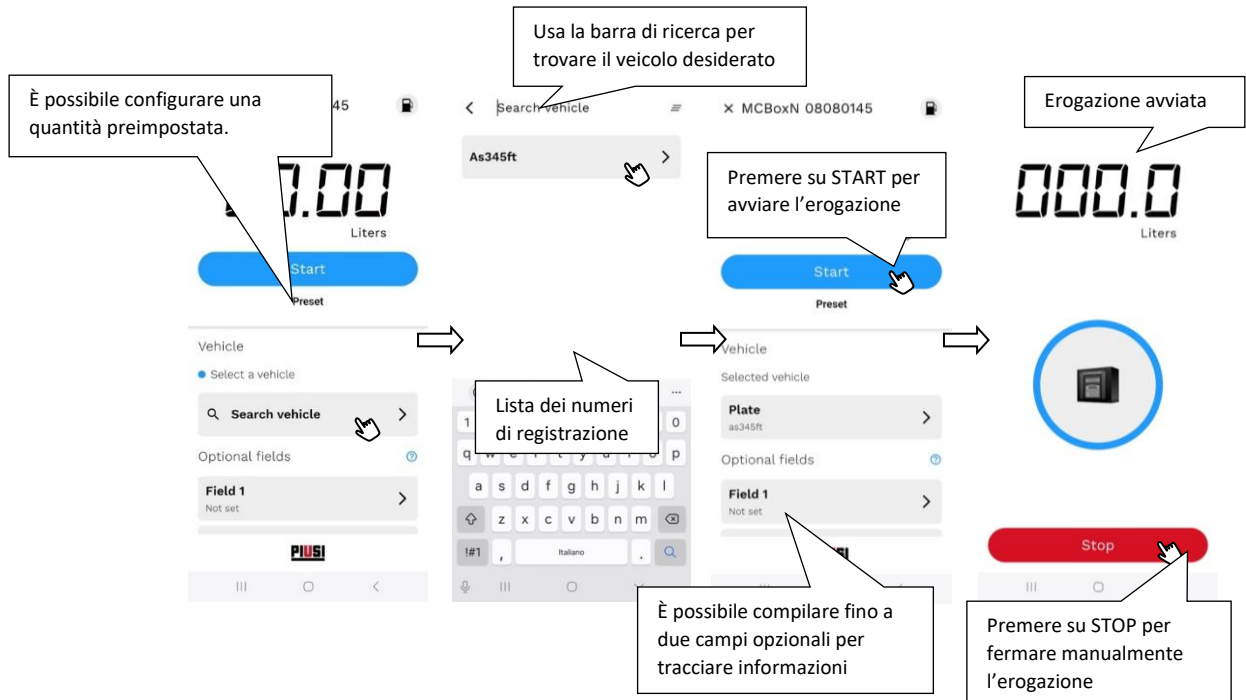 Usa la barra di ricerca per
trovare il veicolo desiderato
È possibile configurare una
quantità preimpostata.
45
Search vehicle
MCBoxN 08080145
Erogazione avviata
As345ft
Premere su START per
avviare l’erogazione
.00
Liters
000.0
Liters
Start
Preset
Start
Preset
Vehicle
Select a vehicle
Search vehicle
Optional fields
Field 1
Not set
PIUSI
Lista dei numeri
di registrazione
1 0
q p
a s d f g h j k l
z x c v b n m
!#1 , Italiano .
Vehicle
Selected vehicle
Plate
as345ft
Optional fields
Field 1
Not set
Stop
È possibile compilare fino a
due campi opzionali per
tracciare informazioni
Premere su STOP per
fermare manualmente
l’erogazione